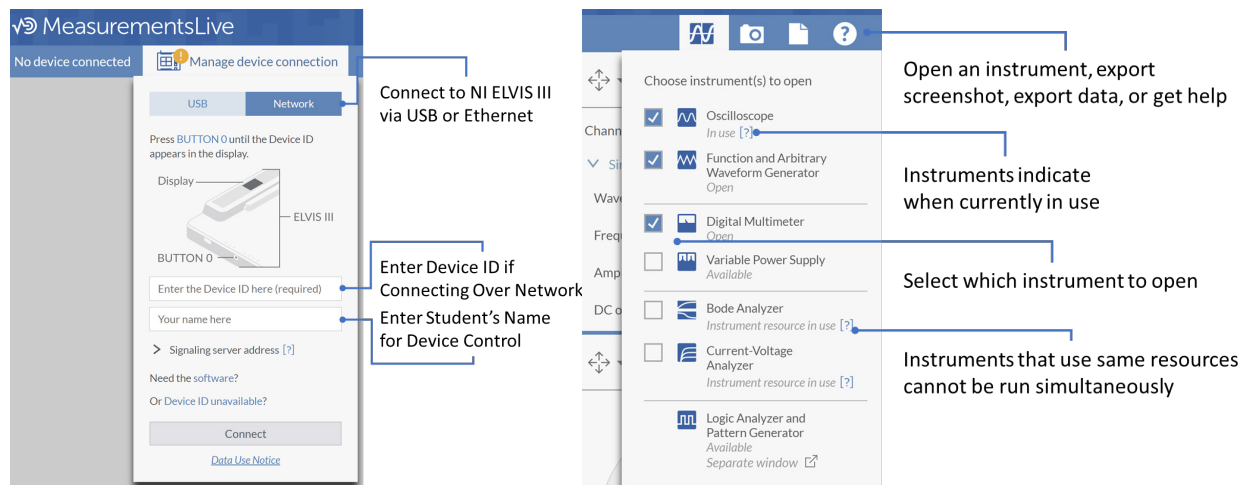 MeasurementsLive
No device connected
Manage device connection
USB
Network
Press BUTTON 0 until the Device ID
appears in the display.
Display
ELVIS III
BUTTON 0
Enter the Device ID here (required)
Your name here
Signaling server address [?]
Need the software?
Or Device ID unavailable?
Connect
Data Use Notice
Connect to NI ELVIS III
via USB or Ethernet
Enter Device ID if
Connecting Over Network
Enter Student's Name
for Device Control
?
Choose instrument(s) to open
Oscilloscope
In use [?]
Function and Arbitrary
Waveform Generator
Open
Digital Multimeter
Open
Variable Power Supply
Available
Bode Analyzer
Instrument resource in use [?]
Current-Voltage
Analyzer
Instrument resource in use [?]
Logic Analyzer and
Pattern Generator
Available
Separate window
Open an instrument, export
screenshot, export data, or get help
Instruments indicate
when currently in use
Select which instrument to open
Instruments that use same resources
cannot be run simultaneously